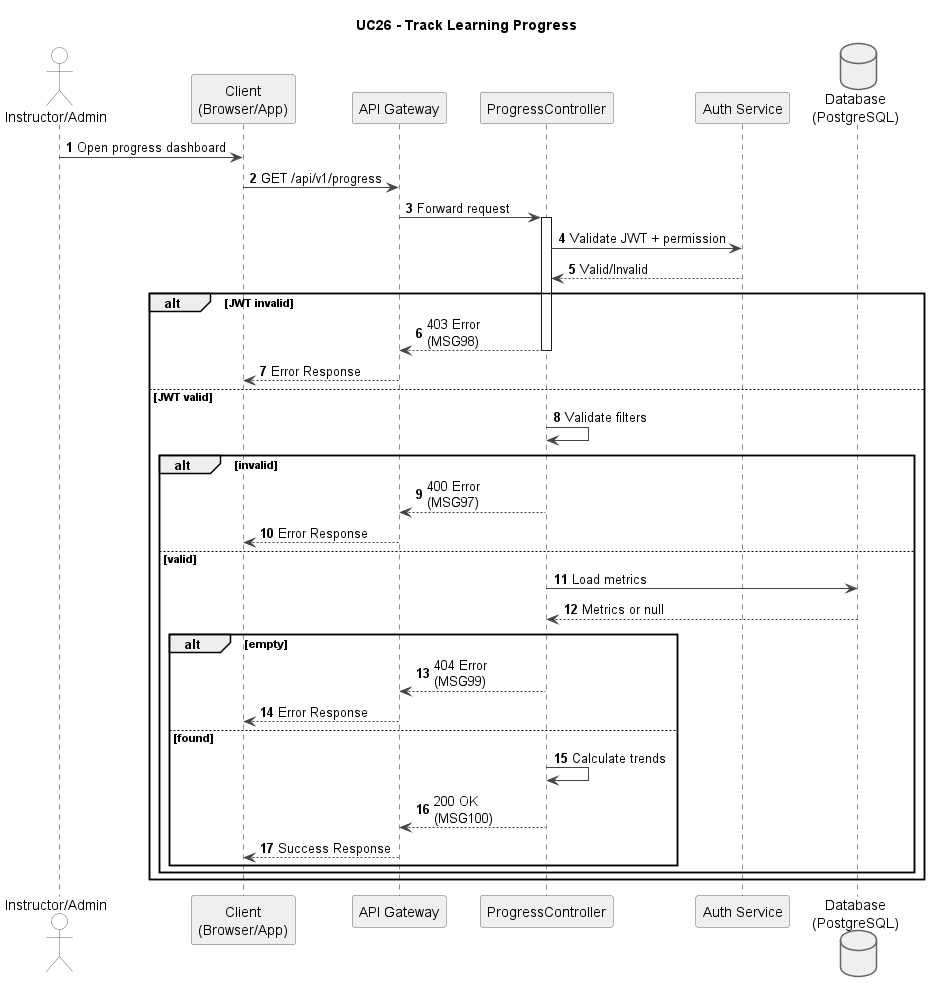 UC26 - Track Learning Progress
Instructor/Admin
Client
(Browser/App)
API Gateway
ProgressController
Auth Service
Database
(PostgreSQL)
1 Open progress dashboard
2 GET /api/v1/progress
3 Forward request
4 Validate JWT + permission
5 Valid/Invalid
alt [JWT invalid]
6 403 Error
(MSG98)
7 Error Response
[JWT valid]
8 Validate filters
alt [invalid]
9 400 Error
(MSG97)
10 Error Response
[valid]
11 Load metrics
12 Metrics or null
alt [empty]
13 404 Error
(MSG99)
14 Error Response
[found]
15 Calculate trends
16 200 OK
(MSG100)
17 Success Response
Instructor/Admin
Client
(Browser/App)
API Gateway
ProgressController
Auth Service
Database
(PostgreSQL)